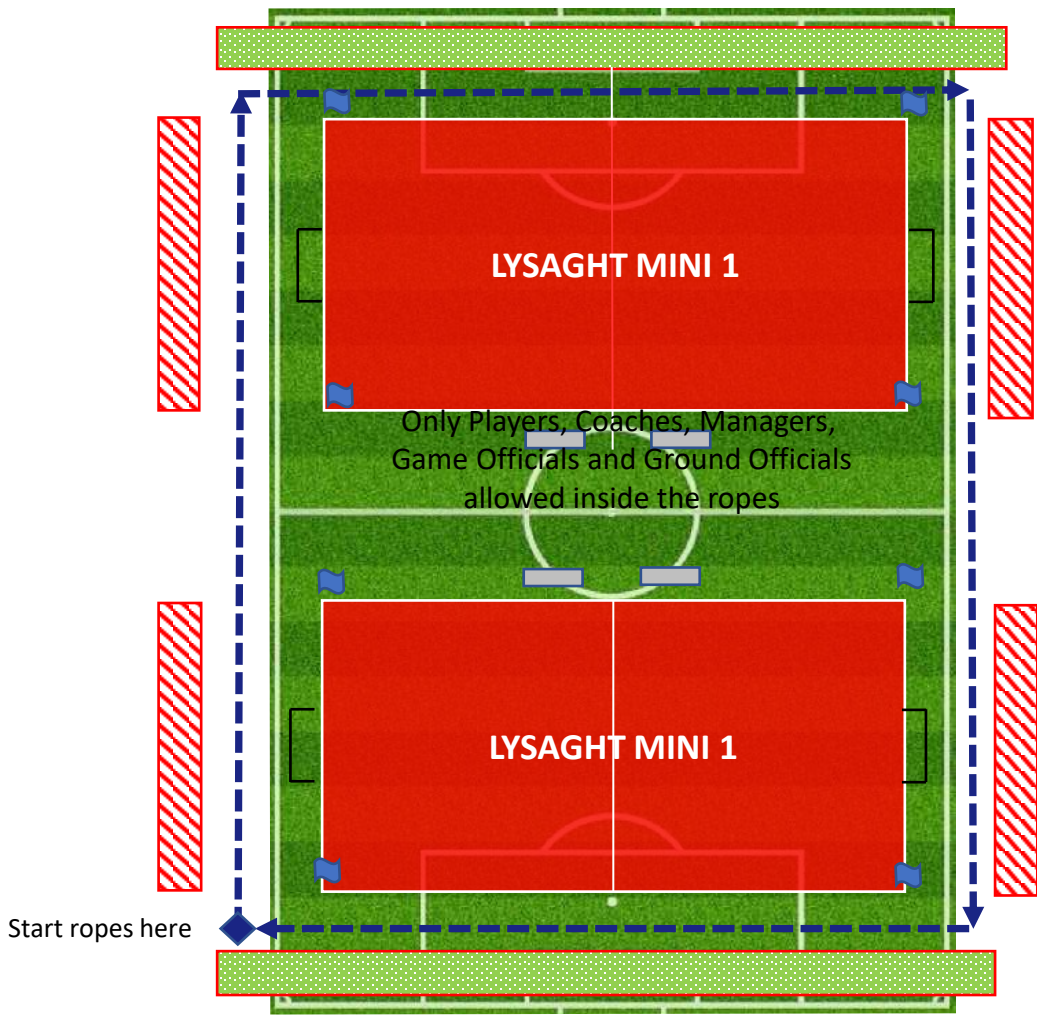 LYSAGHT MINI 1
Only Players, Coaches, Managers,
Game Officials and Ground Officials
allowed inside the ropes
LYSAGHT MINI 1
Start ropes here